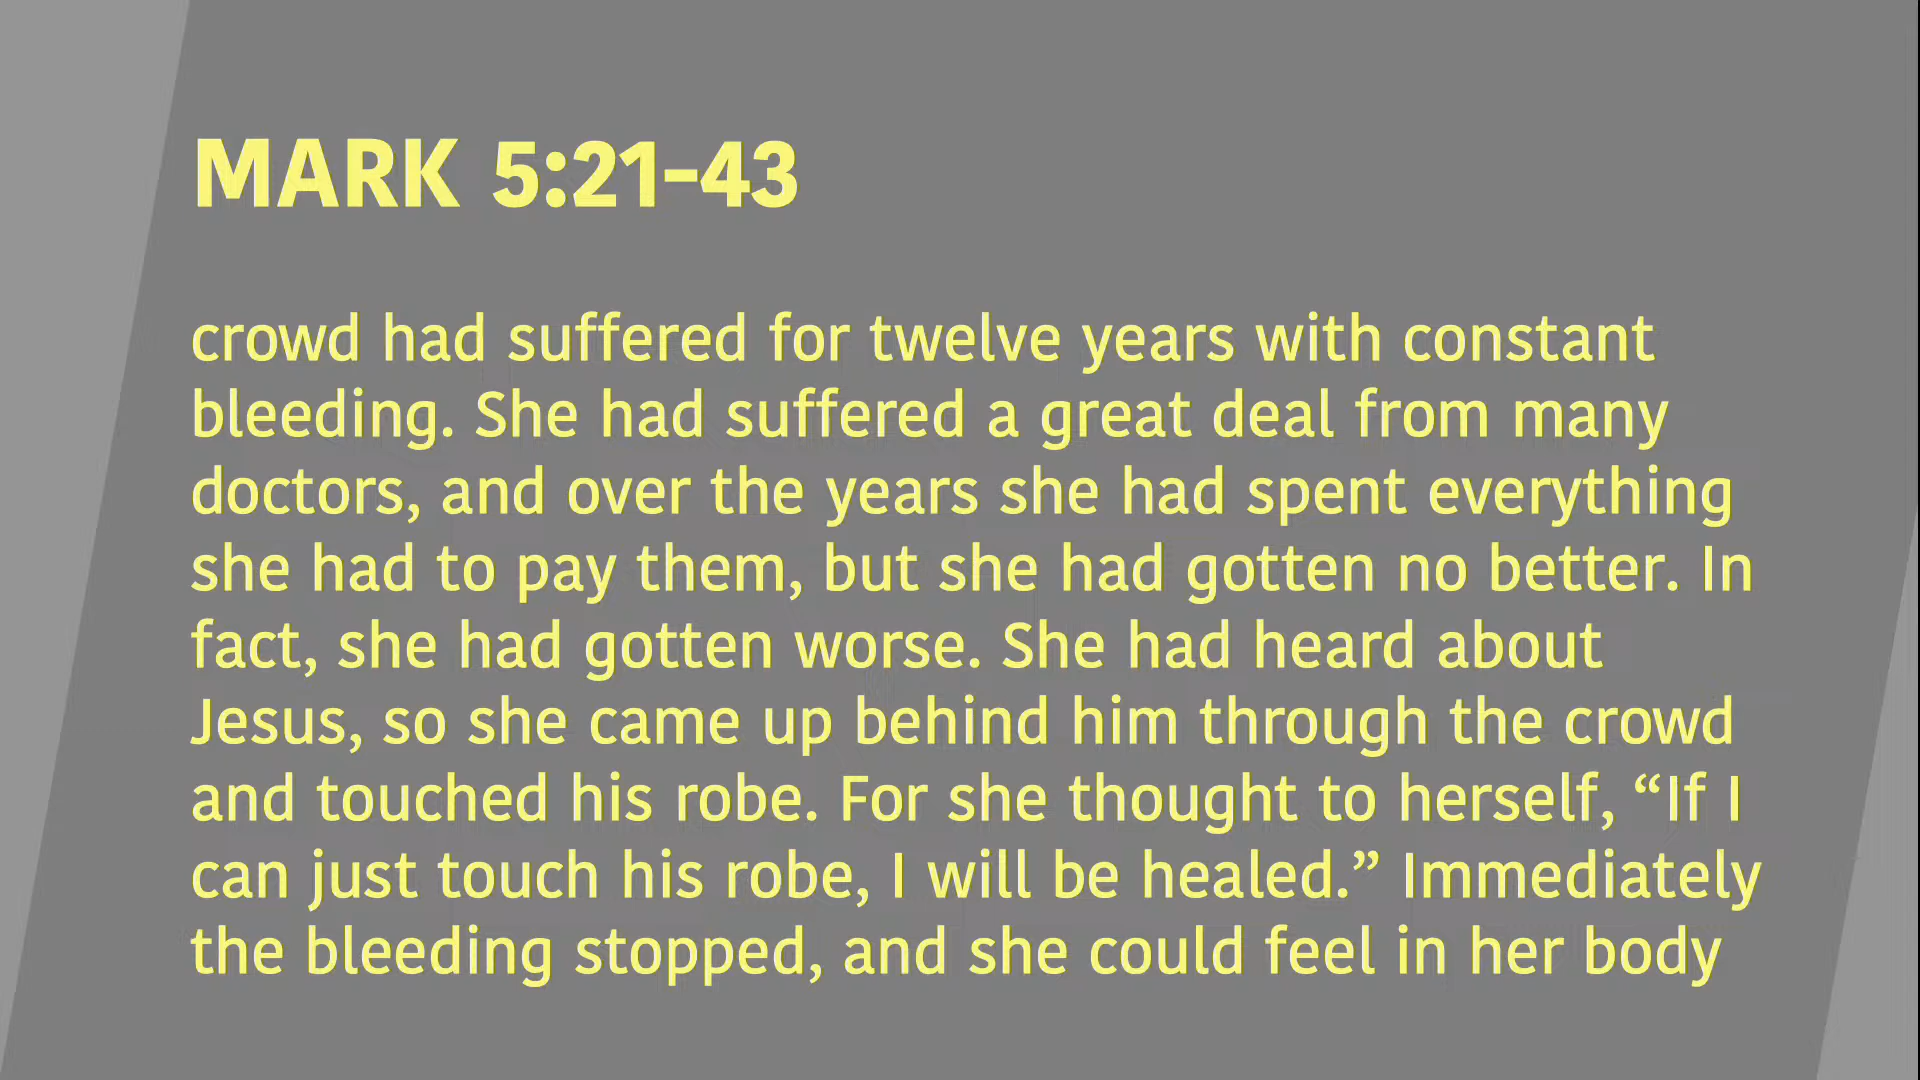 MARK 5:21-43
crowd had suffered for twelve years with constant
bleeding. She had suffered a great deal from many
doctors, and over the years she had spent everything
she had to pay them, but she had gotten no better. In
fact, she had gotten worse. She had heard about
Jesus, so she came up behind him through the crowd
and touched his robe. For she thought to herself, “If I
can just touch his robe, I will be healed.” Immediately
the bleeding stopped, and she could feel in her body